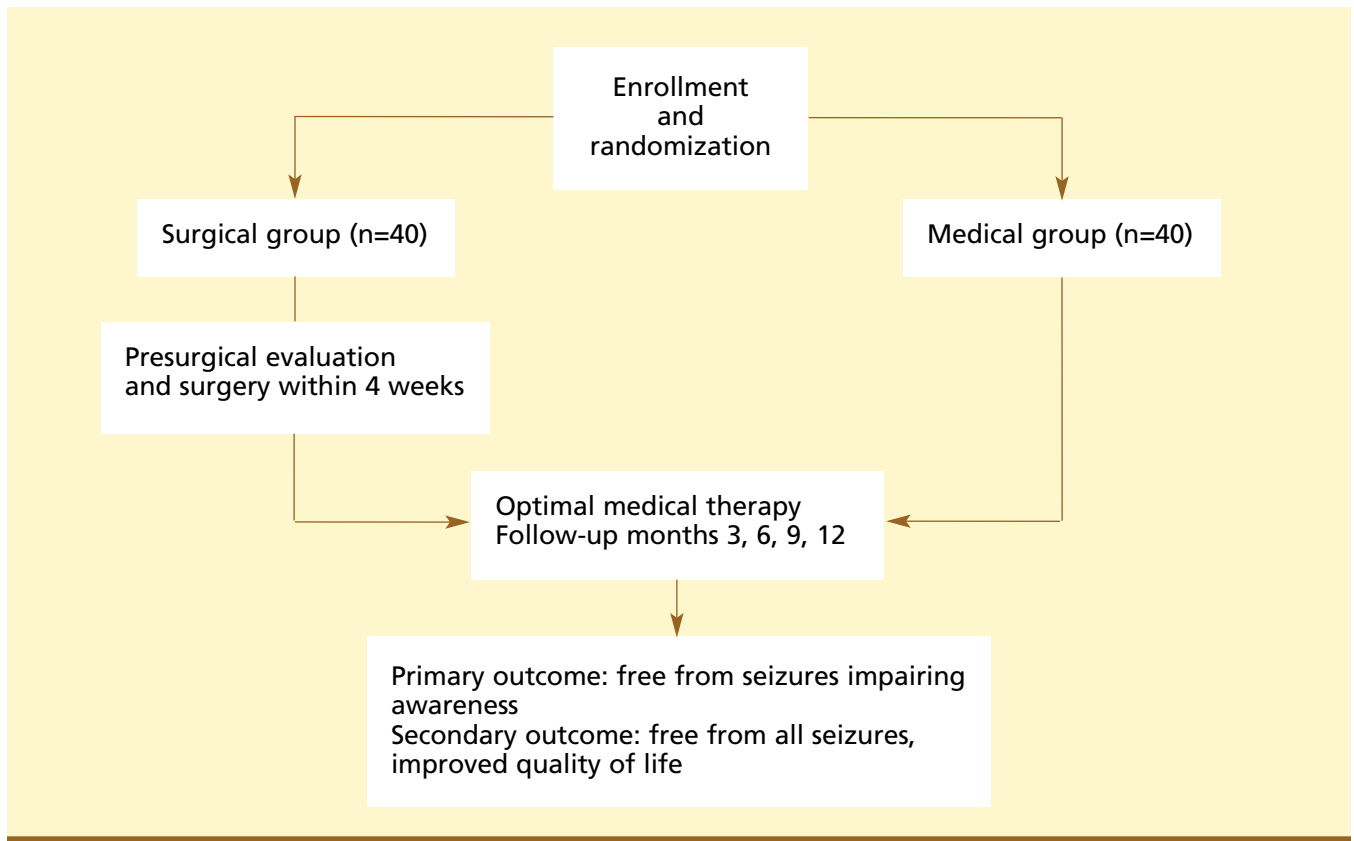 Enrollment
and
randomization
Surgical group (n=40)
Medical group (n=40)
Presurgical evaluation
and surgery within 4 weeks
Optimal medical therapy
Follow-up months 3, 6, 9, 12
Primary outcome: free from seizures impairing
awareness
Secondary outcome: free from all seizures,
improved quality of life